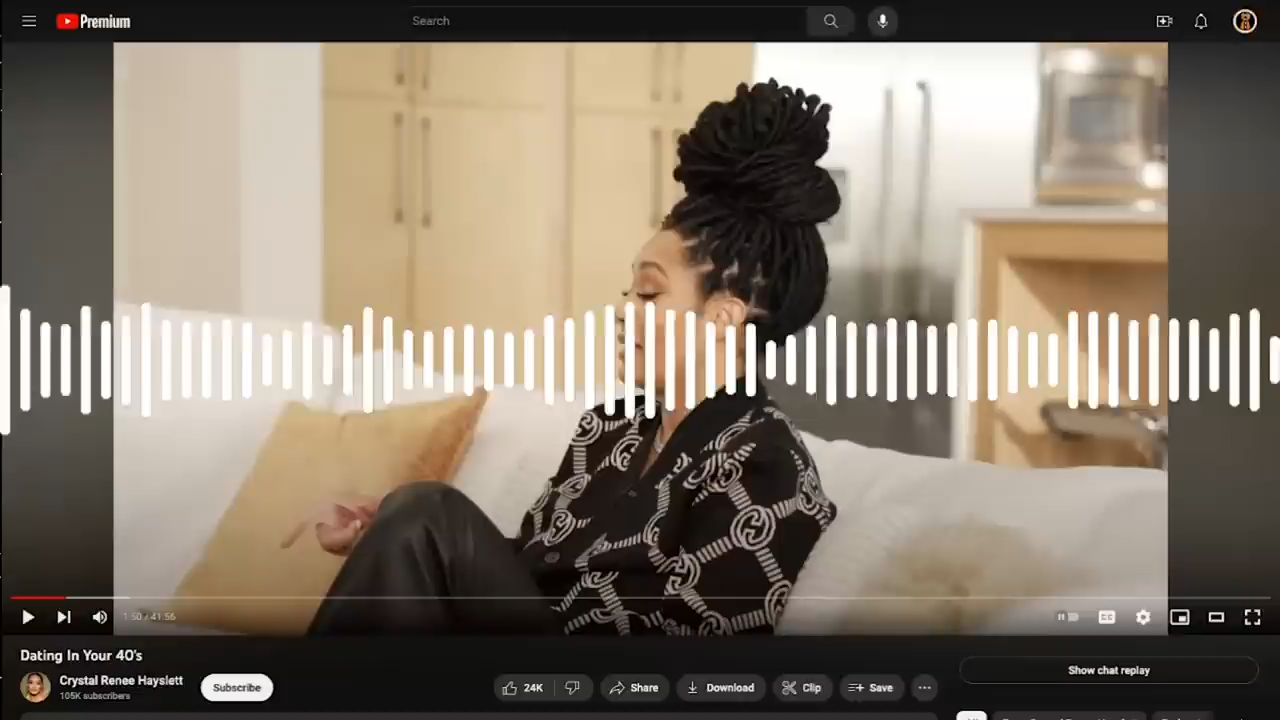 Premium
Search
1:50 / 41:56
Dating In Your 40's
Crystal Renee Hayslett
105K subscribers
Subscribe
24K
Share
Download
Clip
Save
Show chat replay